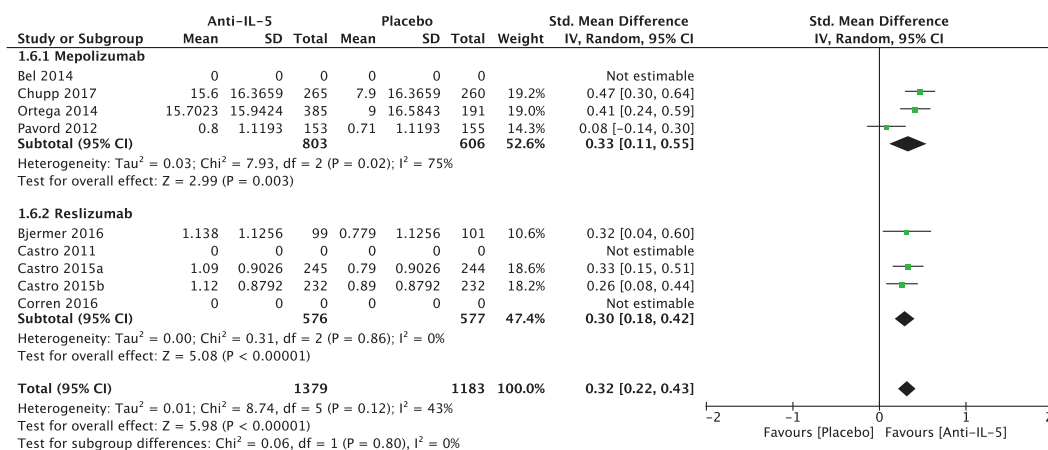 Anti-IL-5 Placebo Std. Mean Difference Std. Mean Difference
Study or Subgroup Mean SD Total Mean SD Total Weight IV, Random, 95% CI IV, Random, 95% CI
1.6.1 Mepolizumab
Bel 2014 0 0 0 0 0 0 Not estimable
Chupp 2017 15.6 16.3659 265 7.9 16.3659 260 19.2% 0.47 [0.30, 0.64]
Ortega 2014 15.7023 15.9424 385 9 16.5843 191 19.0% 0.41 [0.24, 0.59]
Pavord 2012 0.8 1.1193 153 0.71 1.1193 155 14.3% 0.08 [−0.14, 0.30]
Subtotal (95% CI) 803 606 52.6% 0.33 [0.11, 0.55]
Heterogeneity: Tau² = 0.03; Chi² = 7.93, df = 2 (P = 0.02); I² = 75%
Test for overall effect: Z = 2.99 (P = 0.003)
1.6.2 Reslizumab
Bjermer 2016 1.138 1.1256 99 0.779 1.1256 101 10.6% 0.32 [0.04, 0.60]
Castro 2011 0 0 0 0 0 0 Not estimable
Castro 2015a 1.09 0.9026 245 0.79 0.9026 244 18.6% 0.33 [0.15, 0.51]
Castro 2015b 1.12 0.8792 232 0.89 0.8792 232 18.2% 0.26 [0.08, 0.44]
Corren 2016 0 0 0 0 0 0 Not estimable
Subtotal (95% CI) 576 577 47.4% 0.30 [0.18, 0.42]
Heterogeneity: Tau² = 0.00; Chi² = 0.31, df = 2 (P = 0.86); I² = 0%
Test for overall effect: Z = 5.08 (P < 0.00001)
Total (95% CI) 1379 1183 100.0% 0.32 [0.22, 0.43]
Heterogeneity: Tau² = 0.01; Chi² = 8.74, df = 5 (P = 0.12); I² = 43%
Test for overall effect: Z = 5.98 (P < 0.00001)
Test for subgroup differences: Chi² = 0.06, df = 1 (P = 0.80), I² = 0%
−2 −1 0 1 2
Favours [Placebo] Favours [Anti-IL-5]